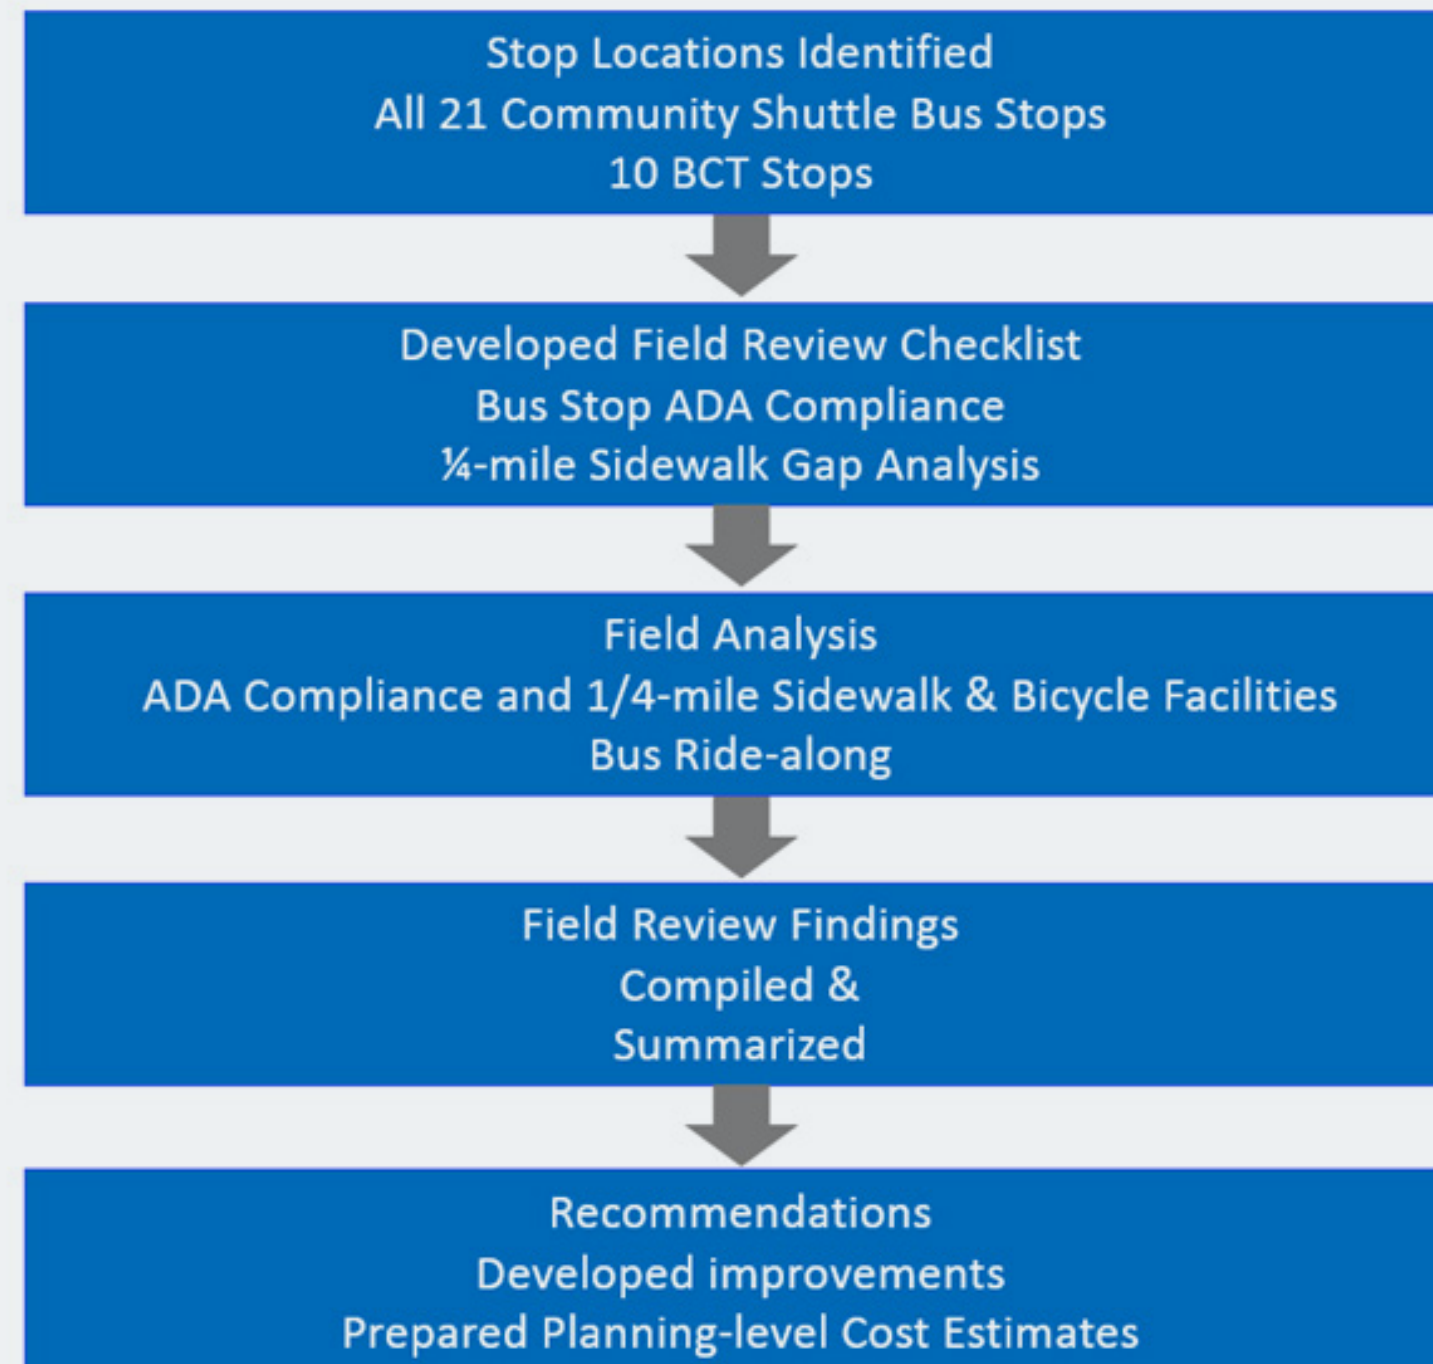 Stop Locations Identified
All 21 Community Shuttle Bus Stops
10 BCT Stops
Developed Field Review Checklist
Bus Stop ADA Compliance
¼-mile Sidewalk Gap Analysis
Field Analysis
ADA Compliance and 1/4-mile Sidewalk & Bicycle Facilities
Bus Ride-along
Field Review Findings
Compiled &
Summarized
Recommendations
Developed improvements
Prepared Planning-level Cost Estimates